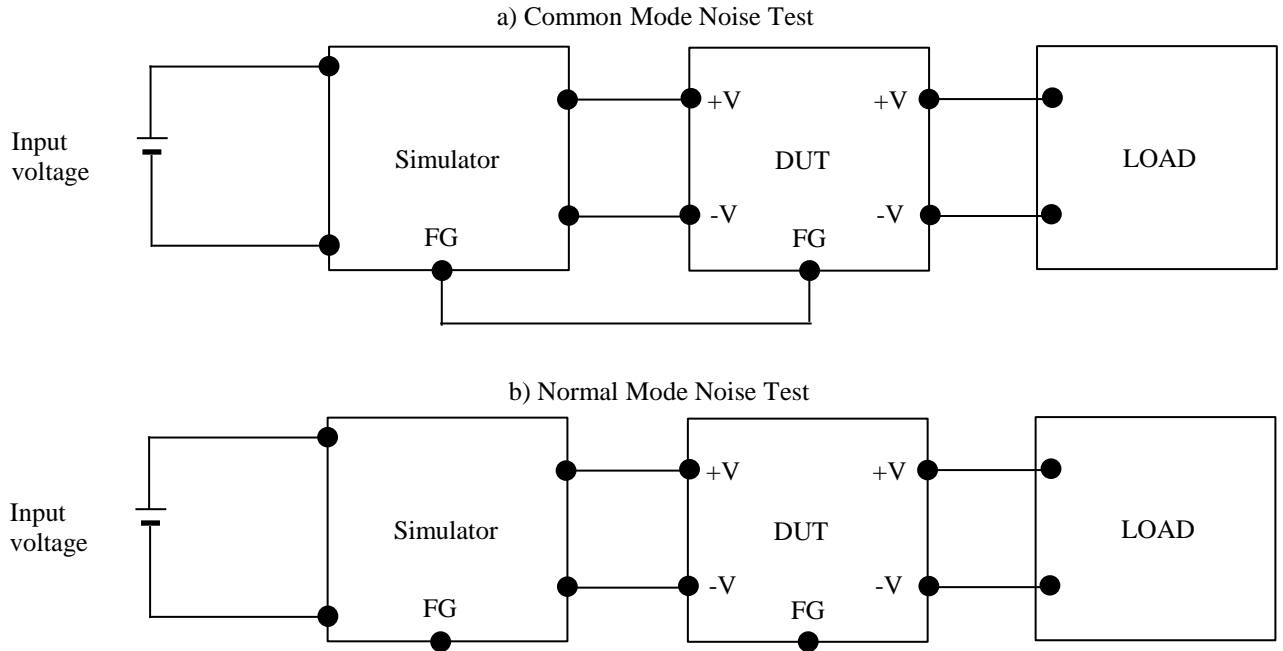 a) Common Mode Noise Test
+V
+V
Input
voltage
Simulator
DUT
LOAD
-V
-V
FG
FG
b) Normal Mode Noise Test
+V
+V
Input
voltage
Simulator
DUT
LOAD
-V
-V
FG
FG